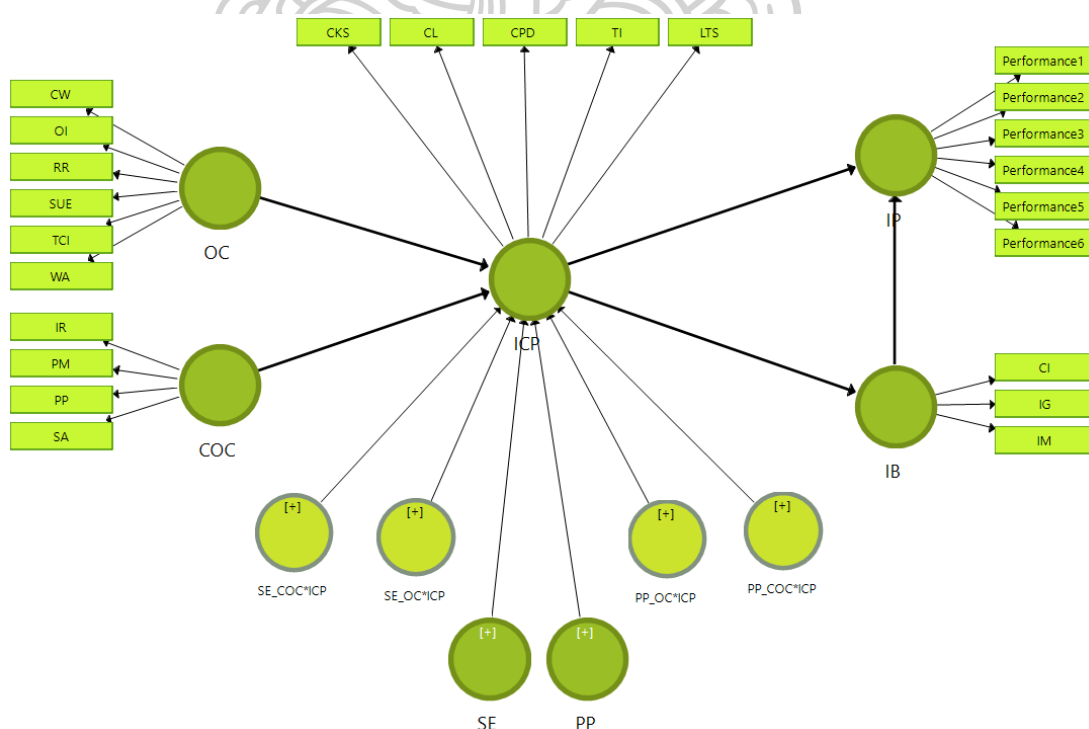 CKS
CL
CPD
TI
LTS
CW
OI
RR
SUE
TCI
WA
OC
IR
PM
PP
SA
COC
ICP
Performance1
Performance2
Performance3
Performance4
Performance5
Performance6
IP
CI
IG
IM
IB
[+]
SE_COC*ICP
[+]
SE_OC*ICP
[+]
PP_OC*ICP
[+]
PP_COC*ICP
[+]
SE
[+]
PP